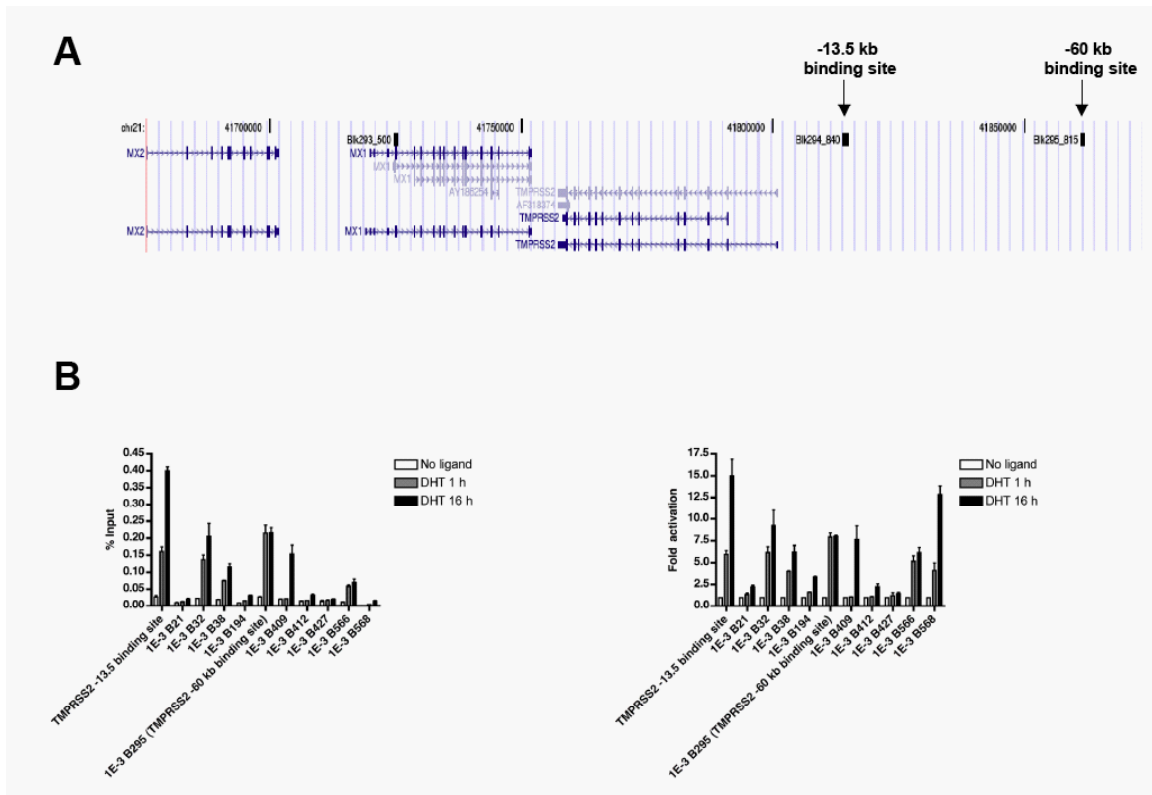 A
-13.5 kb
binding site
-60 kb
binding site
chr21:
41700000
41750000
41800000
41850000
Blk293_500
Blk294_840
Blk295_815
MX2
MX1
MX1
MX1
AY186254
TMPRSS2
AF318374
TMPRSS2
MX2
MX1
TMPRSS2
B
0.45
0.40
0.35
0.30
0.25
0.20
0.15
0.10
0.05
0.00
% Input
No ligand
DHT 1 h
DHT 16 h
TMPRSS2 -13.5 binding site
1E-3 B21
1E-3 B32
1E-3 B38
1E-3 B194
1E-3 B295 (TMPRSS2 -60 kb binding site)
1E-3 B409
1E-3 B412
1E-3 B427
1E-3 B566
1E-3 B568
17.5
15.0
12.5
10.0
7.5
5.0
2.5
0.0
Fold activation
No ligand
DHT 1 h
DHT 16 h
TMPRSS2 -13.5 binding site
1E-3 B21
1E-3 B32
1E-3 B38
1E-3 B194
1E-3 B295 (TMPRSS2 -60 kb binding site)
1E-3 B409
1E-3 B412
1E-3 B427
1E-3 B566
1E-3 B568